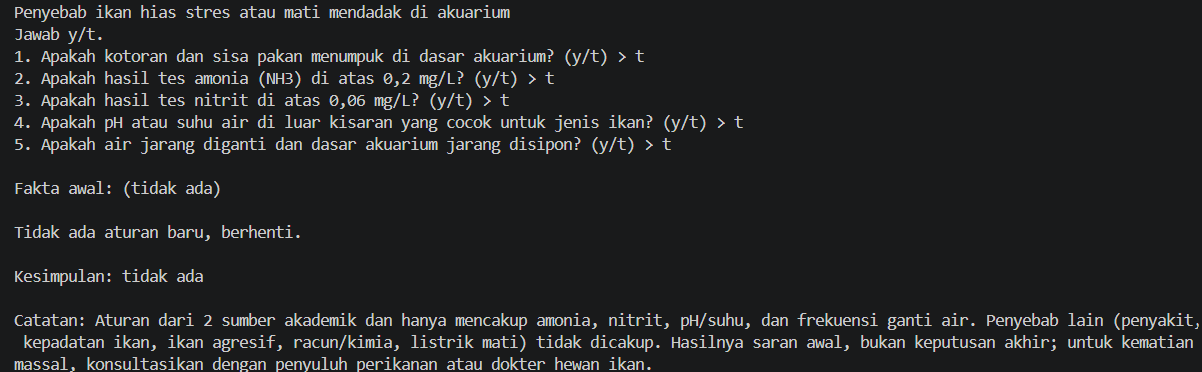 Penyebab ikan hias stres atau mati mendadak di akuarium
Jawab y/t.
1. Apakah kotoran dan sisa pakan menumpuk di dasar akuarium? (y/t) > t
2. Apakah hasil tes amonia (NH3) di atas 0,2 mg/L? (y/t) > t
3. Apakah hasil tes nitrit di atas 0,06 mg/L? (y/t) > t
4. Apakah pH atau suhu air di luar kisaran yang cocok untuk jenis ikan? (y/t) > t
5. Apakah air jarang diganti dan dasar akuarium jarang disipon? (y/t) > t
Fakta awal: (tidak ada)
Tidak ada aturan baru, berhenti.
Kesimpulan: tidak ada
Catatan: Aturan dari 2 sumber akademik dan hanya mencakup amonia, nitrit, pH/suhu, dan frekuensi ganti air. Penyebab lain (penyakit,
kepadatan ikan, ikan agresif, racun/kimia, listrik mati) tidak dicakup. Hasilnya saran awal, bukan keputusan akhir; untuk kematian
massal, konsultasikan dengan penyuluh perikanan atau dokter hewan ikan.